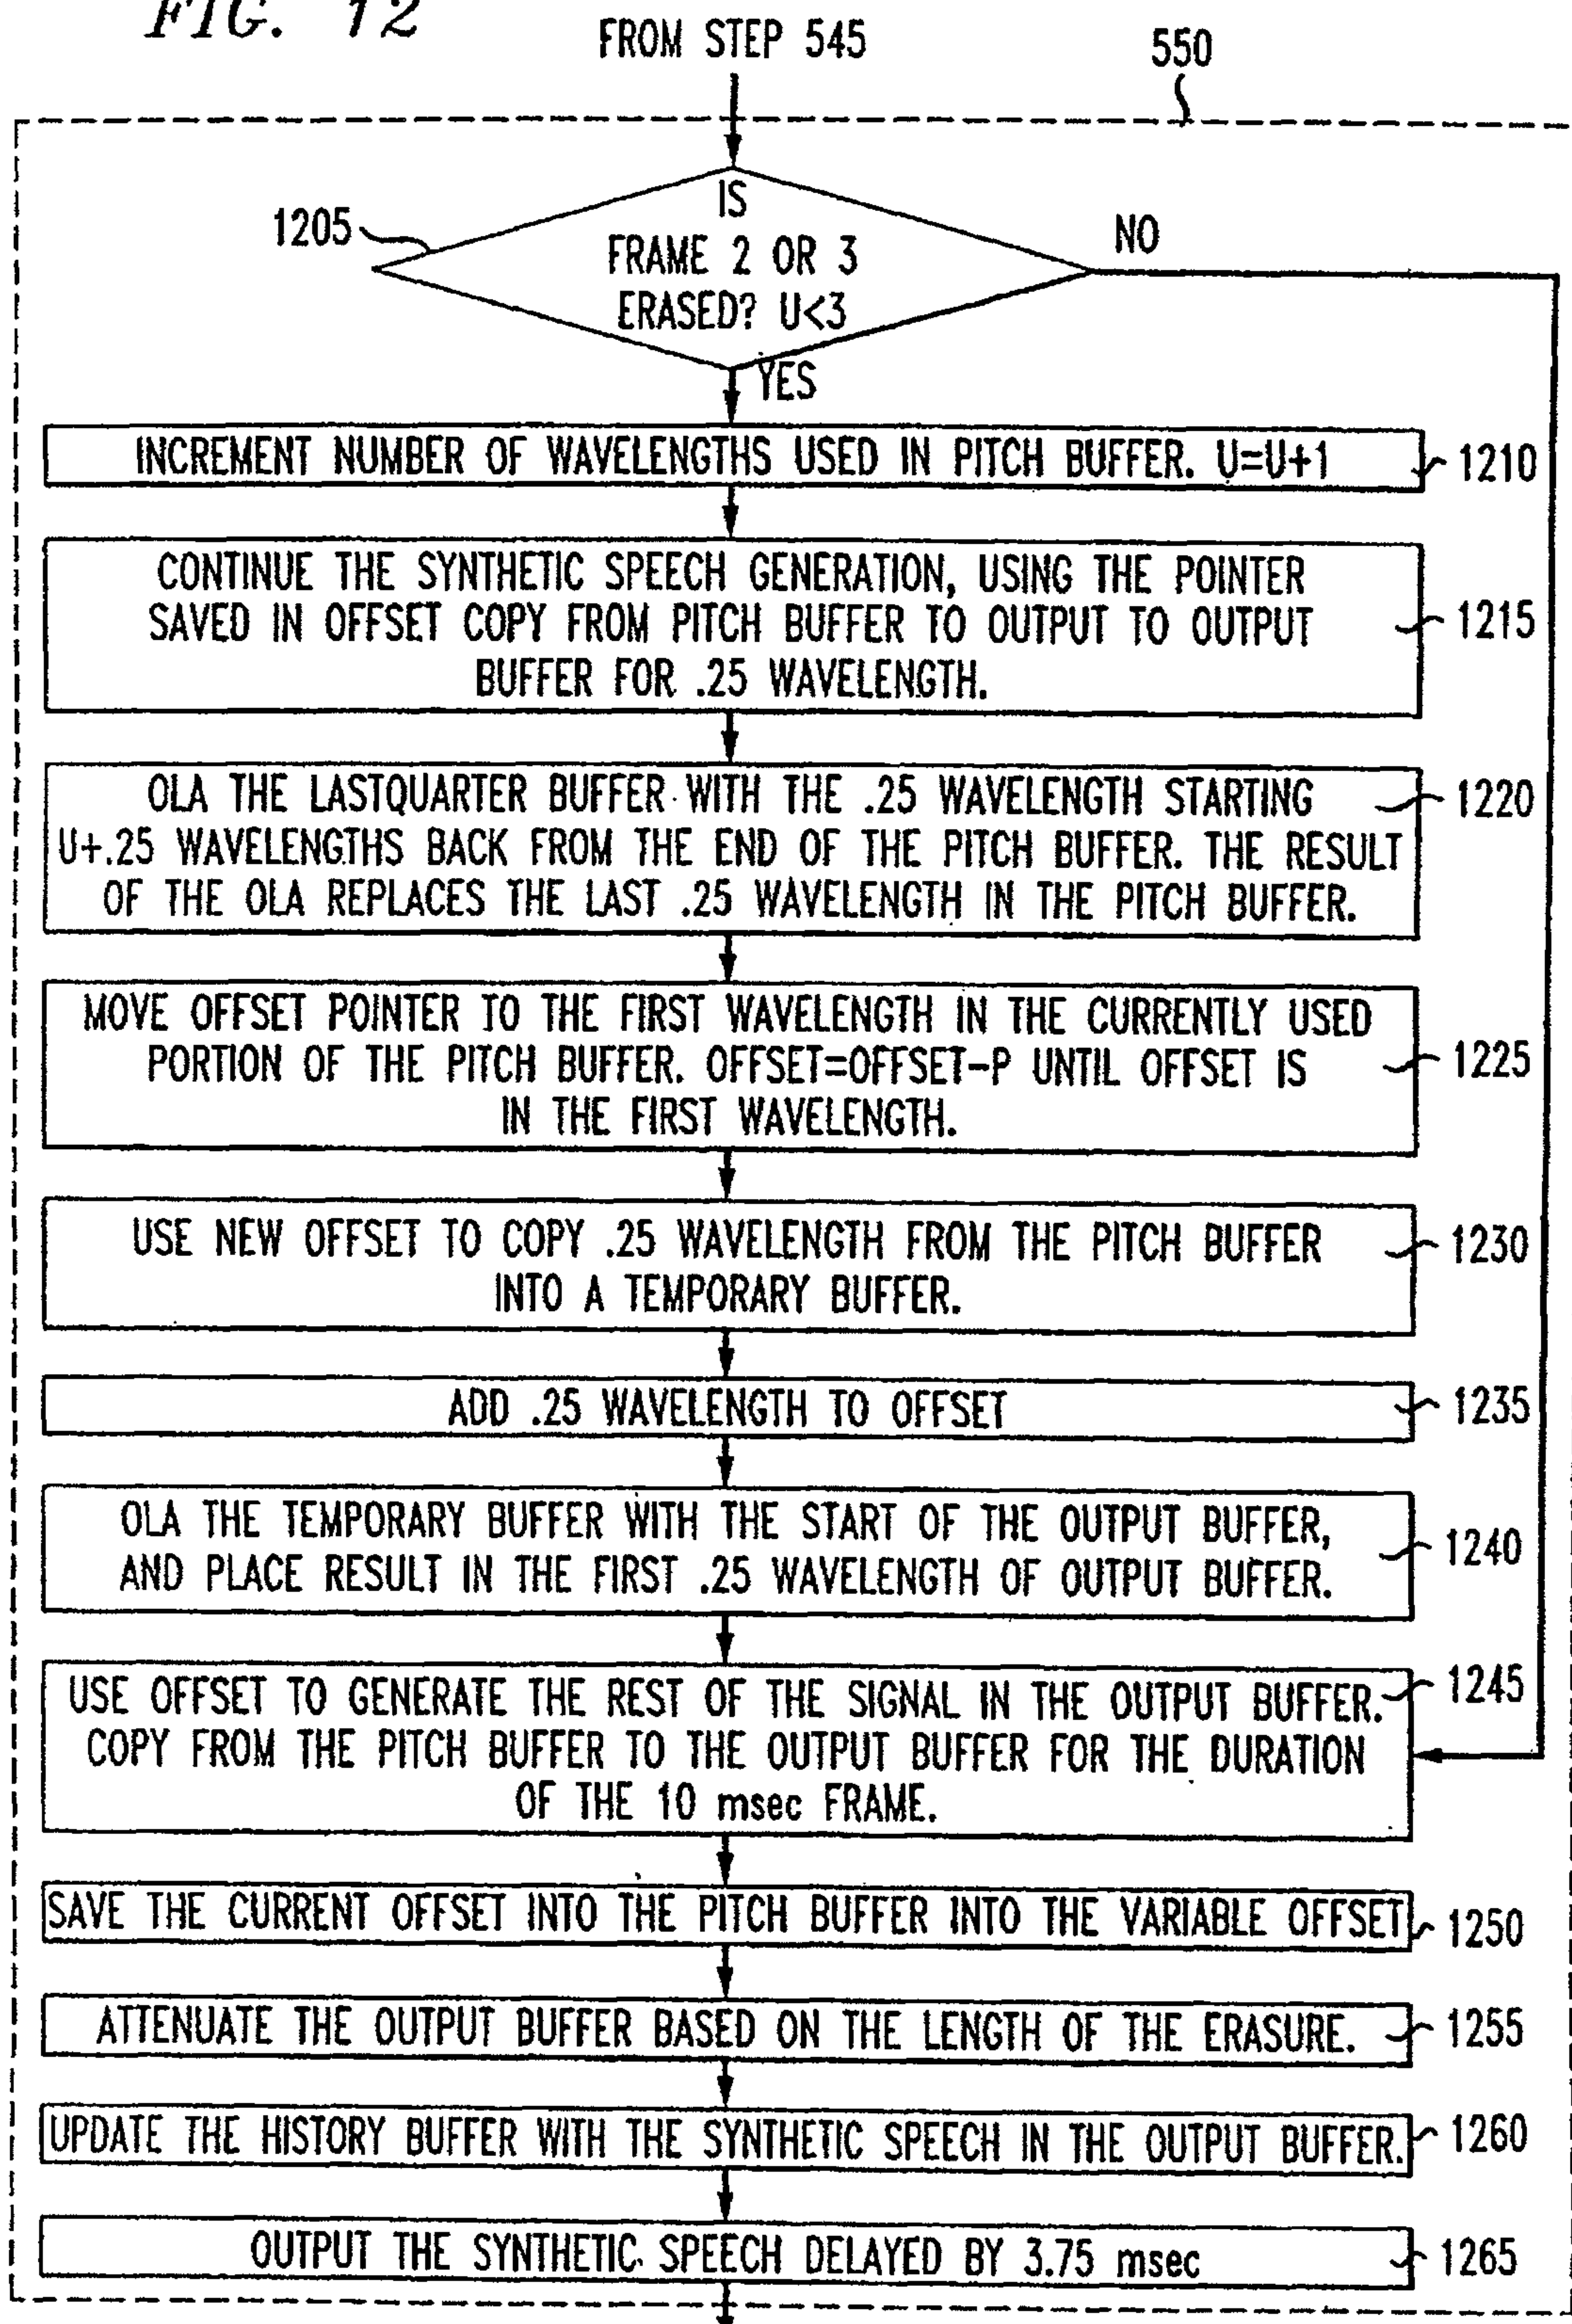 FIG. 12
FROM STEP 545
550
1205
IS
FRAME 2 OR 3
ERASED? U<3
NO
YES
INCREMENT NUMBER OF WAVELENGTHS USED IN PITCH BUFFER. U=U+1
1210
CONTINUE THE SYNTHETIC SPEECH GENERATION, USING THE POINTER
SAVED IN OFFSET COPY FROM PITCH BUFFER TO OUTPUT TO OUTPUT
BUFFER FOR .25 WAVELENGTH.
1215
OLA THE LASTQUARTER BUFFER WITH THE .25 WAVELENGTH STARTING
U+.25 WAVELENGTHS BACK FROM THE END OF THE PITCH BUFFER. THE RESULT
OF THE OLA REPLACES THE LAST .25 WAVELENGTH IN THE PITCH BUFFER.
1220
MOVE OFFSET POINTER TO THE FIRST WAVELENGTH IN THE CURRENTLY USED
PORTION OF THE PITCH BUFFER. OFFSET=OFFSET-P UNTIL OFFSET IS
IN THE FIRST WAVELENGTH.
1225
USE NEW OFFSET TO COPY .25 WAVELENGTH FROM THE PITCH BUFFER
INTO A TEMPORARY BUFFER.
1230
ADD .25 WAVELENGTH TO OFFSET
1235
OLA THE TEMPORARY BUFFER WITH THE START OF THE OUTPUT BUFFER,
AND PLACE RESULT IN THE FIRST .25 WAVELENGTH OF OUTPUT BUFFER.
1240
USE OFFSET TO GENERATE THE REST OF THE SIGNAL IN THE OUTPUT BUFFER.
COPY FROM THE PITCH BUFFER TO THE OUTPUT BUFFER FOR THE DURATION
OF THE 10 msec FRAME.
1245
SAVE THE CURRENT OFFSET INTO THE PITCH BUFFER INTO THE VARIABLE OFFSET
1250
ATTENUATE THE OUTPUT BUFFER BASED ON THE LENGTH OF THE ERASURE.
1255
UPDATE THE HISTORY BUFFER WITH THE SYNTHETIC SPEECH IN THE OUTPUT BUFFER.
1260
OUTPUT THE SYNTHETIC SPEECH DELAYED BY 3.75 msec
1265